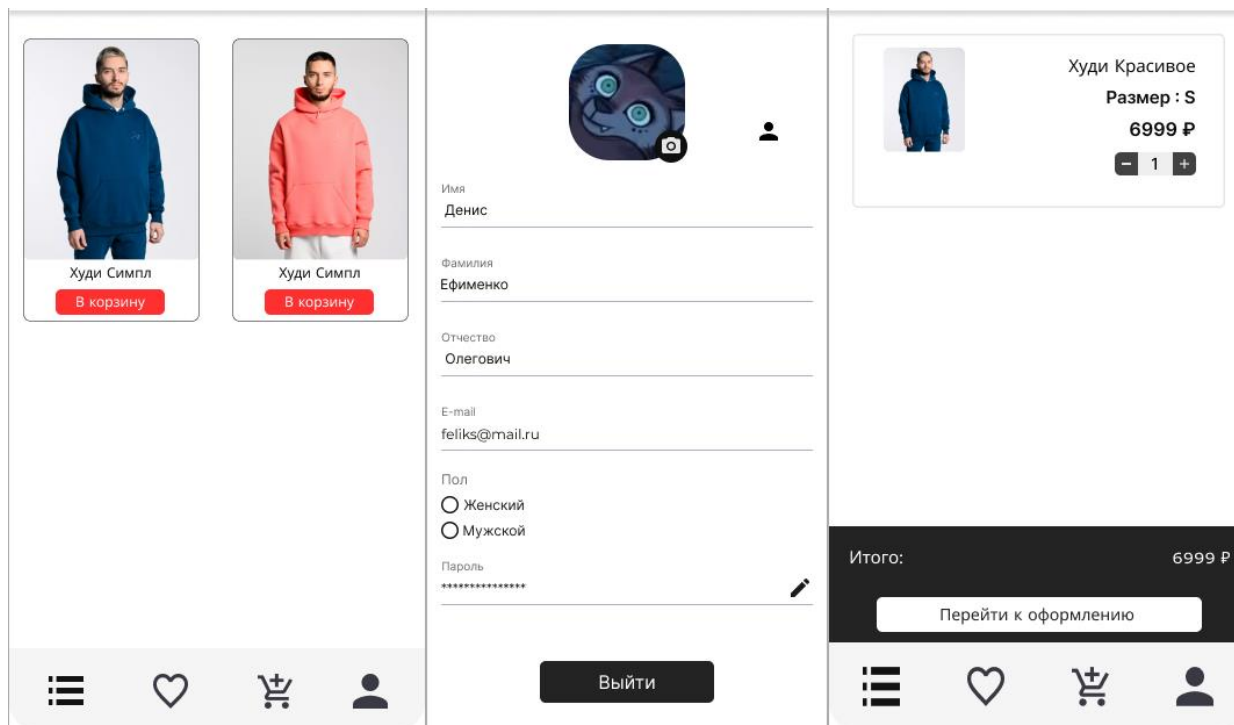 Худи Симпл
В корзину
Худи Симпл
В корзину
Имя
Денис
Фамилия
Ефименко
Отчество
Олегович
E-mail
feliks@mail.ru
Пол
Женский
Мужской
Пароль
***************
Выйти
Худи Красивое
Размер : S
6999 ₽
− 1 +
Итого: 6999 ₽
Перейти к оформлению